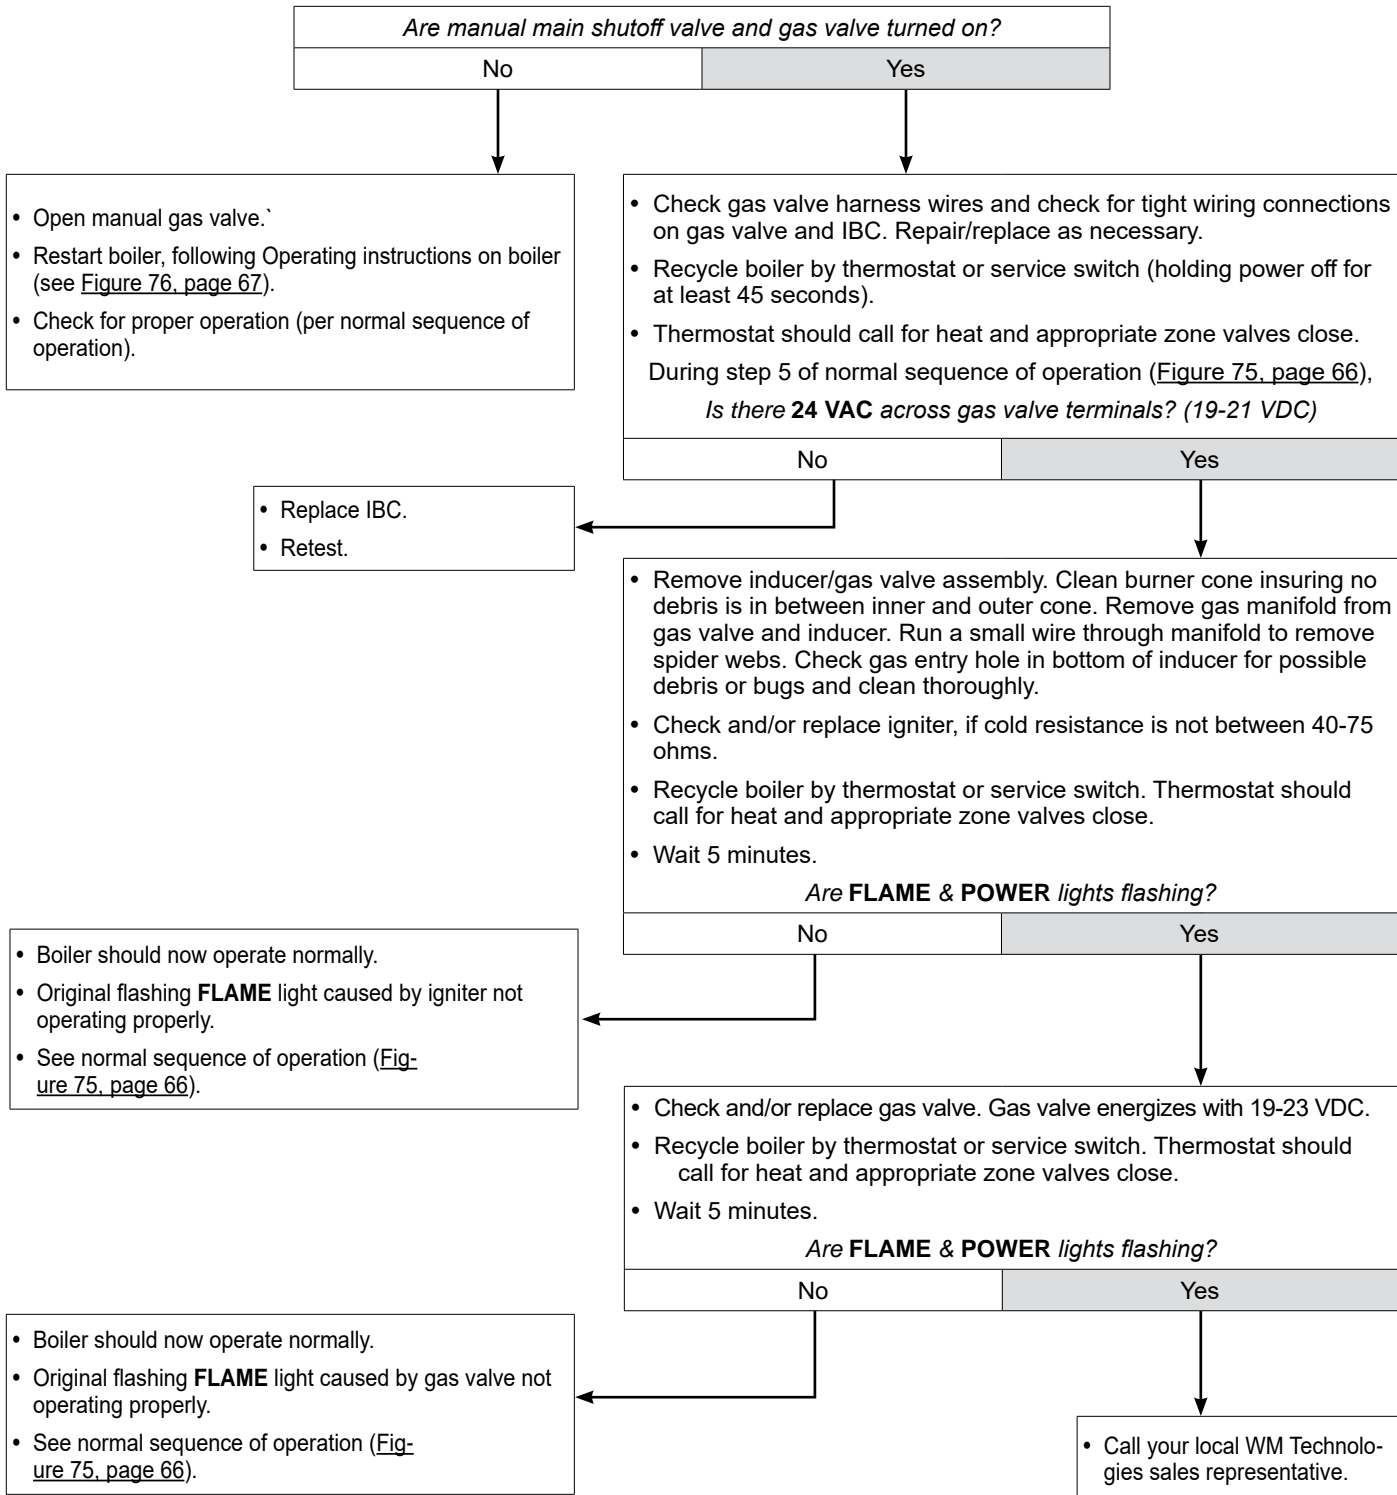 Are manual main shutoff valve and gas valve turned on?
No
Yes
• Open manual gas valve.`
• Restart boiler, following Operating instructions on boiler
(see Figure 76, page 67).
• Check for proper operation (per normal sequence of
operation).
• Check gas valve harness wires and check for tight wiring connections
on gas valve and IBC. Repair/replace as necessary.
• Recycle boiler by thermostat or service switch (holding power off for
at least 45 seconds).
• Thermostat should call for heat and appropriate zone valves close.
During step 5 of normal sequence of operation (Figure 75, page 66),
Is there 24 VAC across gas valve terminals? (19-21 VDC)
No
Yes
• Replace IBC.
• Retest.
• Remove inducer/gas valve assembly. Clean burner cone insuring no
debris is in between inner and outer cone. Remove gas manifold from
gas valve and inducer. Run a small wire through manifold to remove
spider webs. Check gas entry hole in bottom of inducer for possible
debris or bugs and clean thoroughly.
• Check and/or replace igniter, if cold resistance is not between 40-75
ohms.
• Recycle boiler by thermostat or service switch. Thermostat should
call for heat and appropriate zone valves close.
• Wait 5 minutes.
Are FLAME & POWER lights flashing?
No
Yes
• Boiler should now operate normally.
• Original flashing FLAME light caused by igniter not
operating properly.
• See normal sequence of operation (Fig-
ure 75, page 66).
• Check and/or replace gas valve. Gas valve energizes with 19-23 VDC.
• Recycle boiler by thermostat or service switch. Thermostat should
call for heat and appropriate zone valves close.
• Wait 5 minutes.
Are FLAME & POWER lights flashing?
No
Yes
• Boiler should now operate normally.
• Original flashing FLAME light caused by gas valve not
operating properly.
• See normal sequence of operation (Fig-
ure 75, page 66).
• Call your local WM Technolo-
gies sales representative.